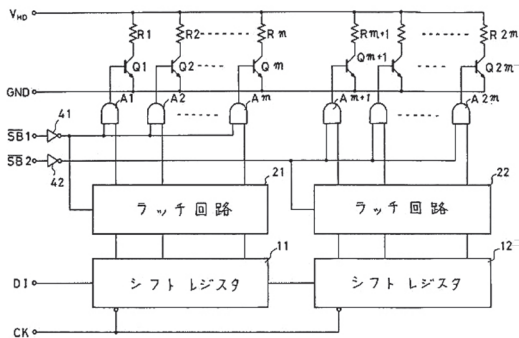 VHD
R1 R2 Rm Rm+1 R2m
Q1 Q2 Qm Qm+1 Q2m
GND
A1 A2 Am Am+1 A2m
41
SB1
SB2
42
21 22
ラッチ回路 ラッチ回路
11 12
DI シフトレジスタ シフトレジスタ
CK